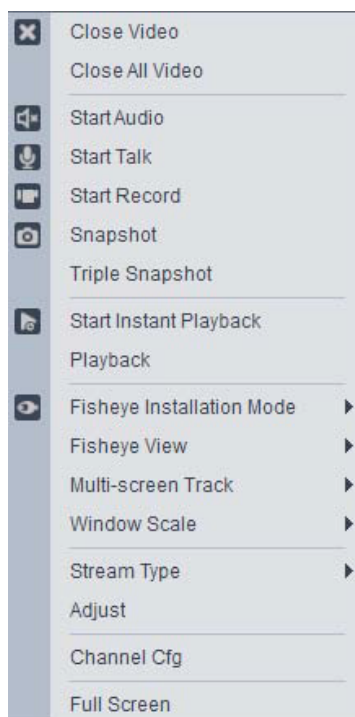 Close Video
Close All Video
Start Audio
Start Talk
Start Record
Snapshot
Triple Snapshot
Start Instant Playback
Playback
Fisheye Installation Mode
Fisheye View
Multi-screen Track
Window Scale
Stream Type
Adjust
Channel Cfg
Full Screen